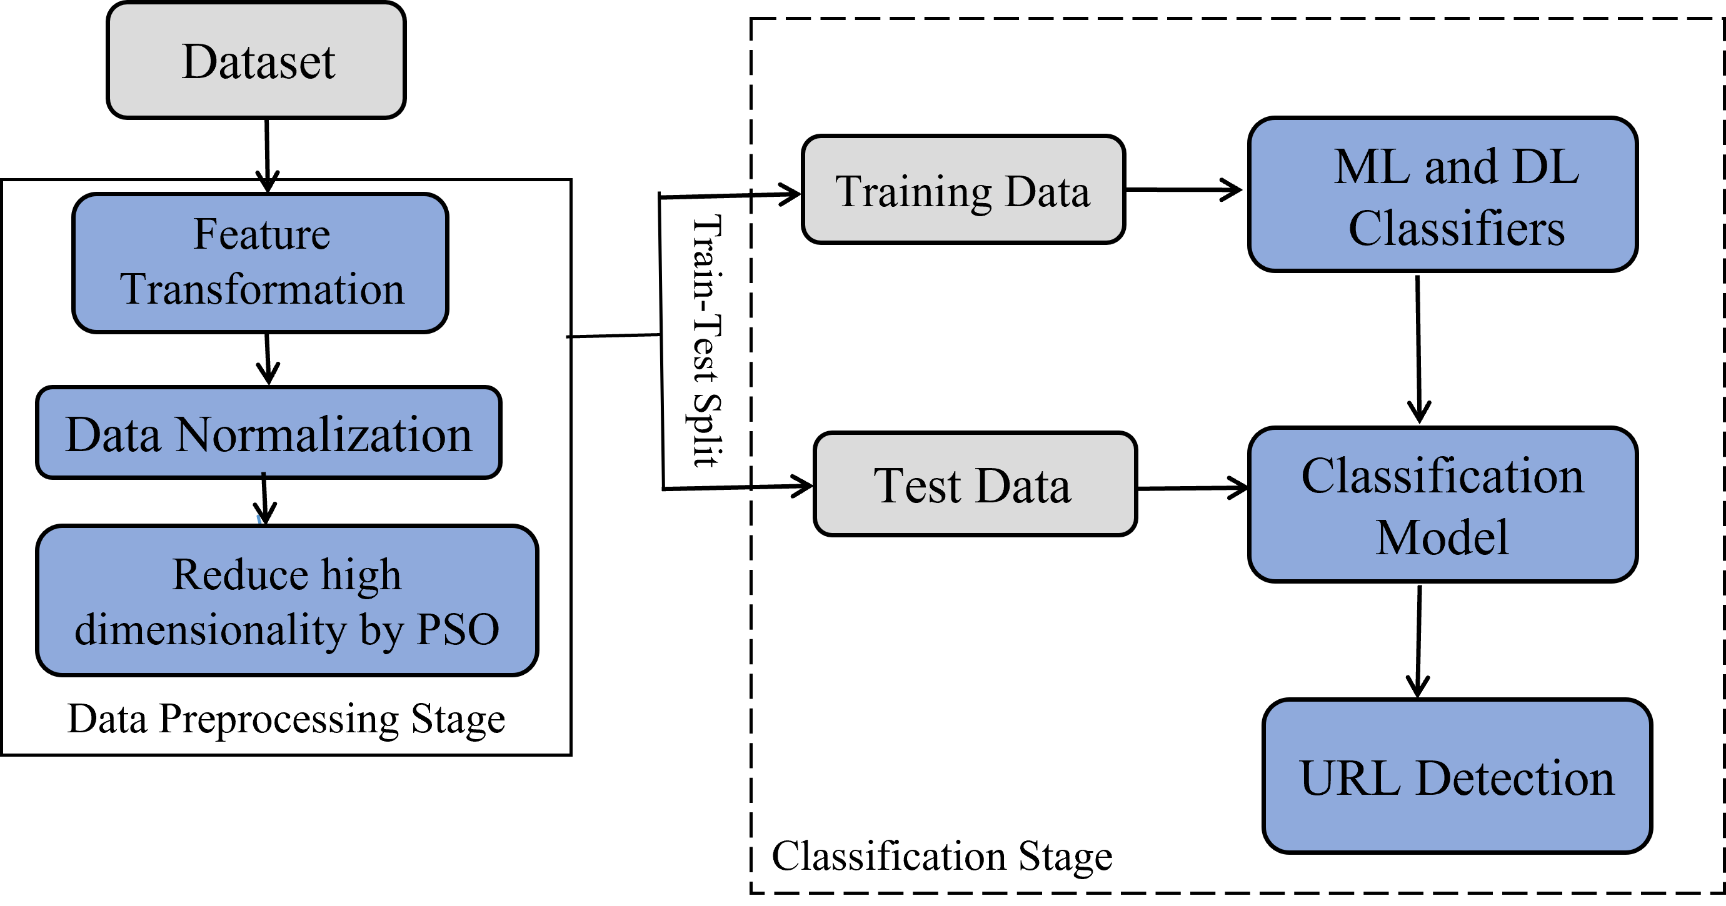 Dataset
Feature
Transformation
Data Normalization
Reduce high
dimensionality by PSO
Data Preprocessing Stage
Train-Test Split
Training Data
Test Data
ML and DL
Classifiers
Classification
Model
URL Detection
Classification Stage